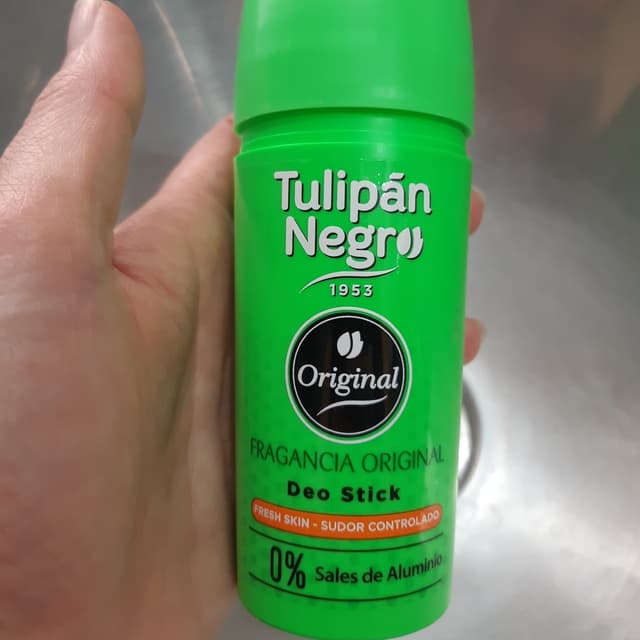 Tulipán
Negro
1953
Original
FRAGANCIA ORIGINAL
Deo Stick
FRESH SKIN - SUDOR CONTROLADO
0% Sales de Aluminio